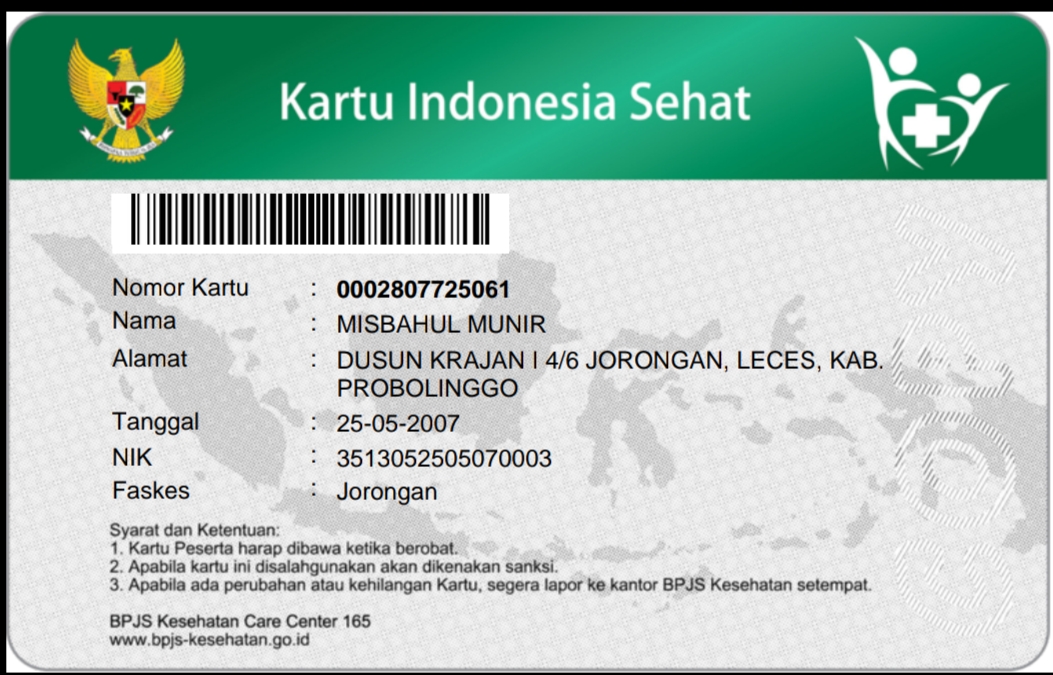 Kartu Indonesia Sehat
Nomor Kartu : 0002807725061
Nama : MISBAHUL MUNIR
Alamat : DUSUN KRAJAN I 4/6 JORONGAN, LECES, KAB.
PROBOLINGGO
Tanggal : 25-05-2007
NIK : 3513052505070003
Faskes : Jorongan
Syarat dan Ketentuan:
1. Kartu Peserta harap dibawa ketika berobat.
2. Apabila kartu ini disalahgunakan akan dikenakan sanksi.
3. Apabila ada perubahan atau kehilangan Kartu, segera lapor ke kantor BPJS Kesehatan setempat.
BPJS Kesehatan Care Center 165
www.bpjs-kesehatan.go.id